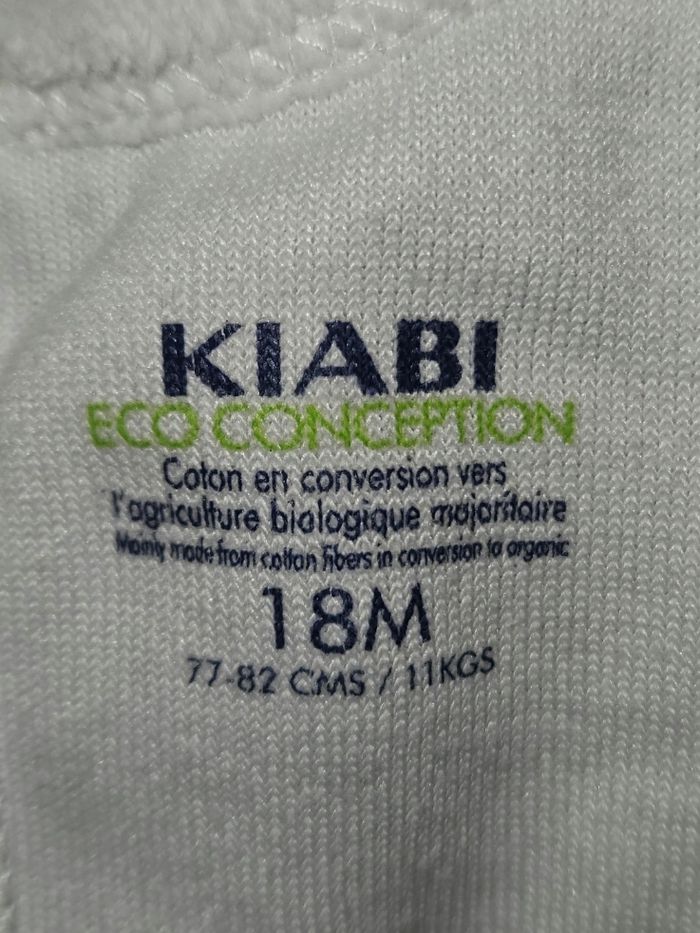 KIABI
ECO CONCEPTION
Coton en conversion vers
l'agriculture biologique majoritaire
Mainly made from cotton fibers in conversion to organic
18M
77-82 CMS / 11KGS